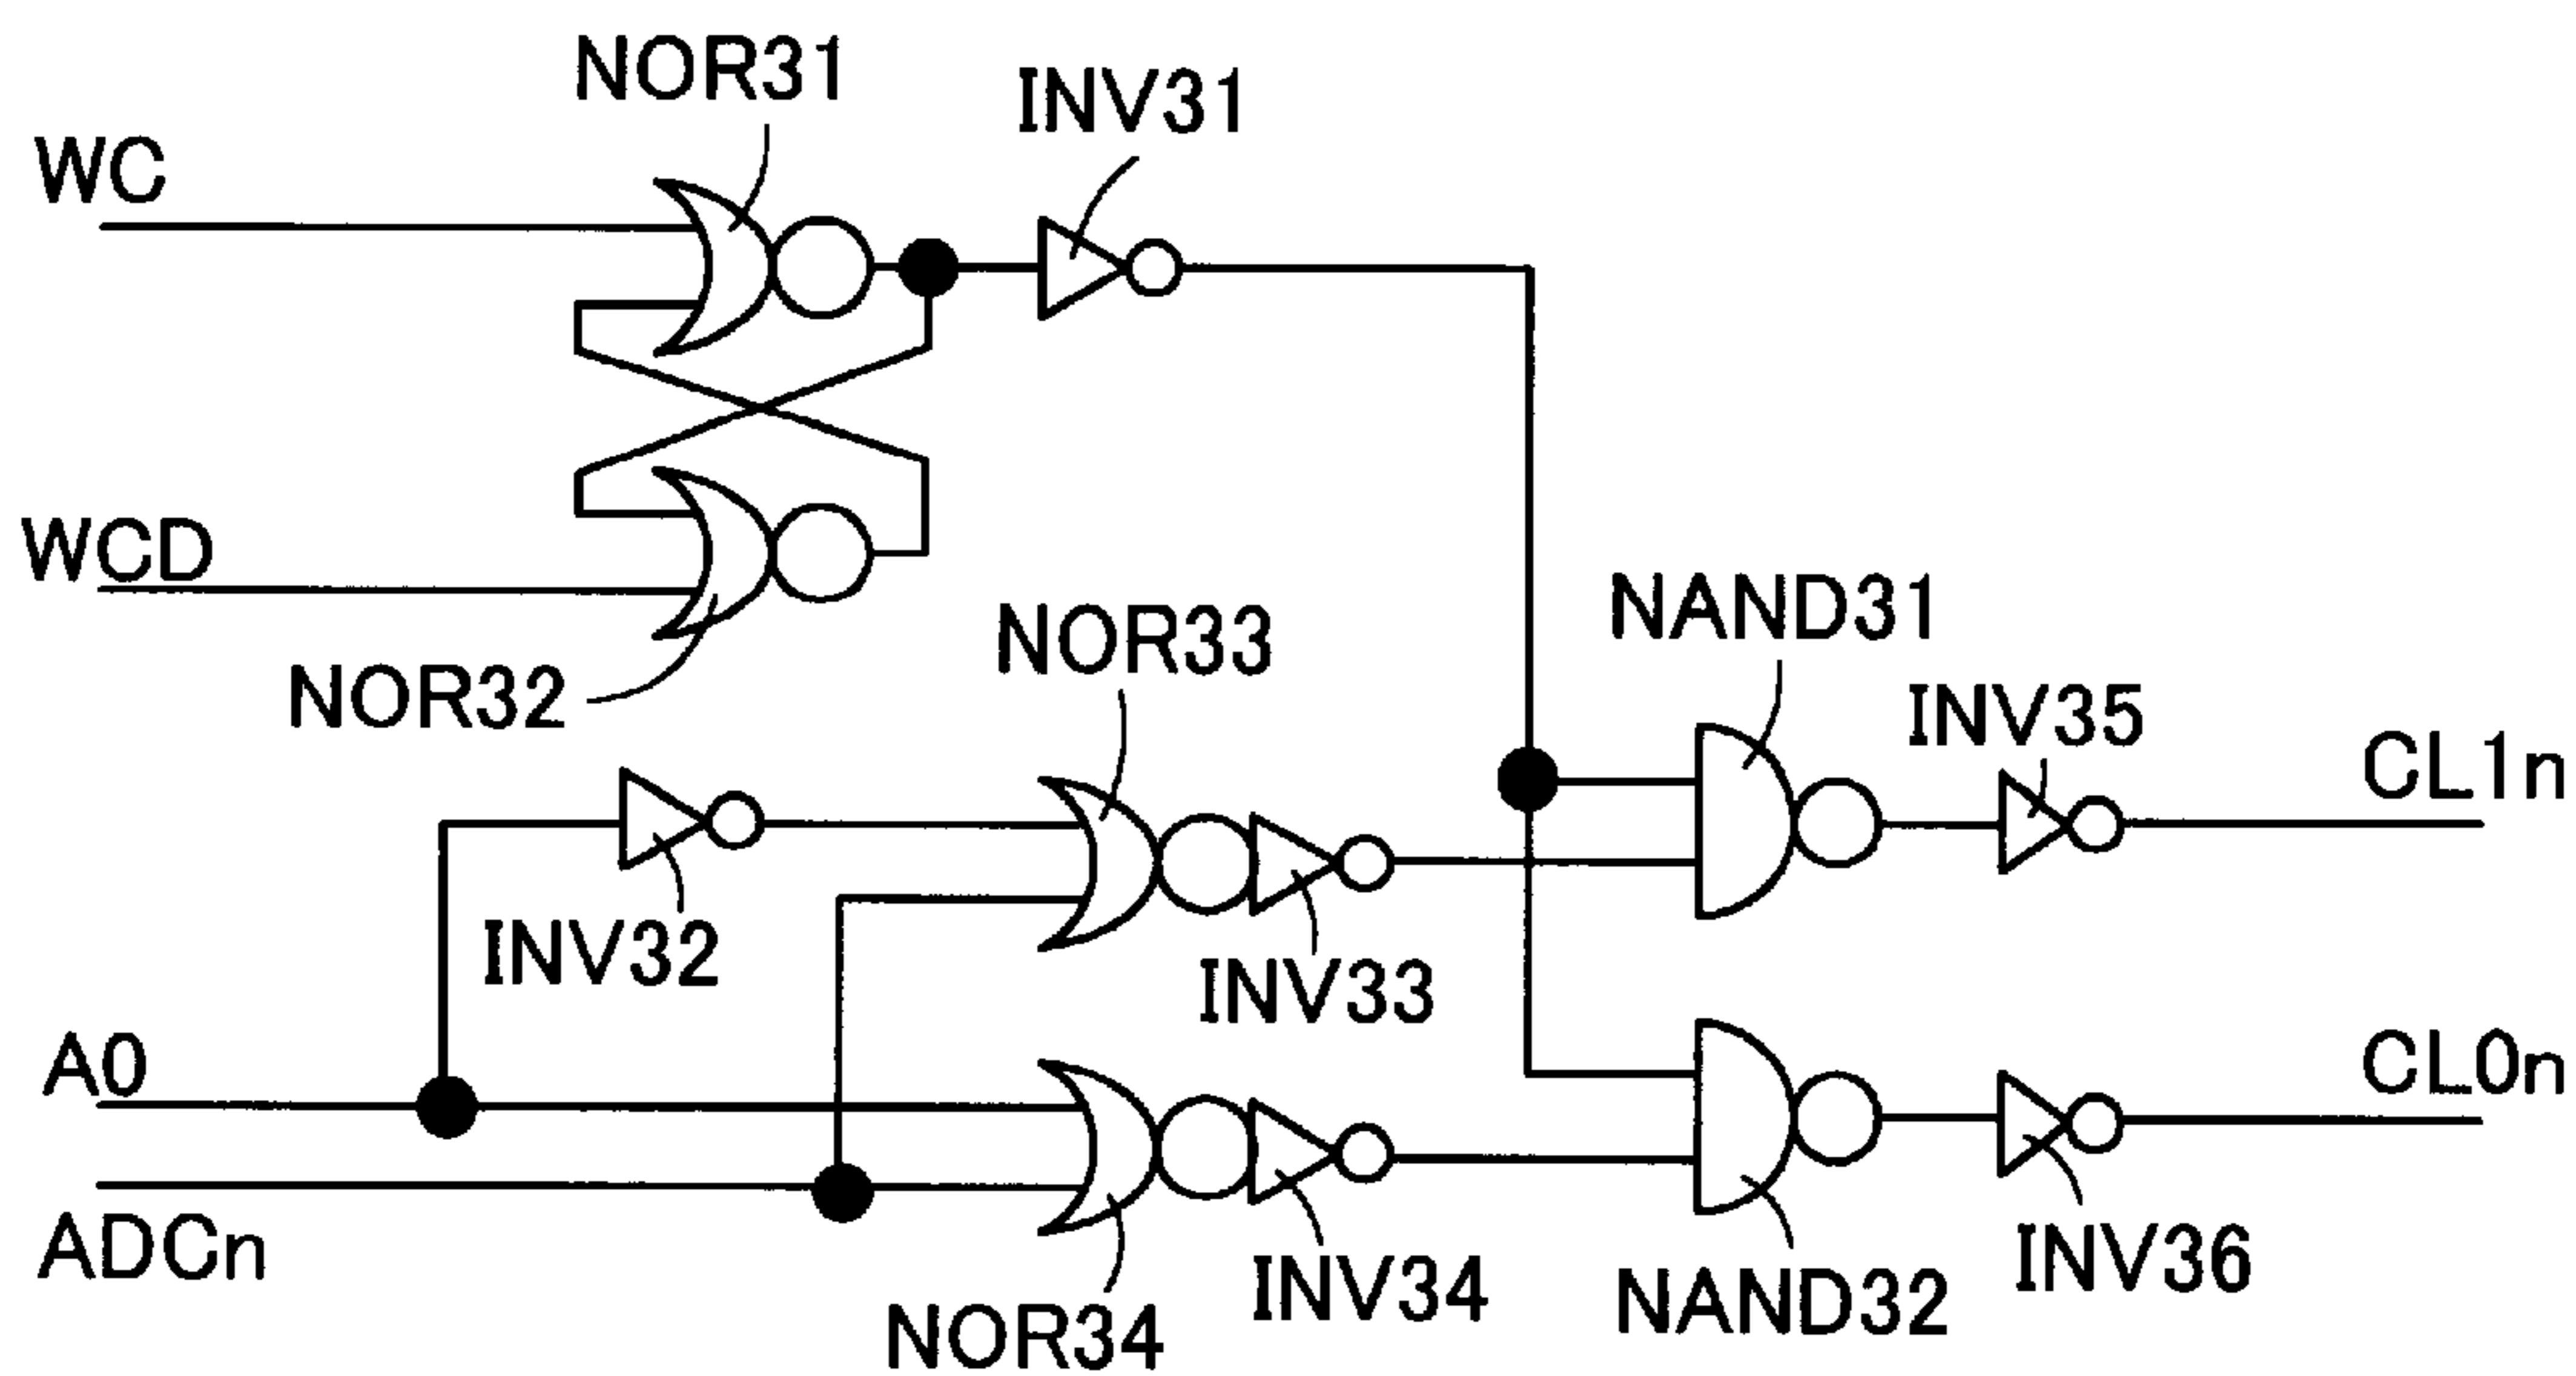 NOR31
INV31
WC
WCD
NOR32
NOR33
NAND31
INV35
CL1n
INV32
INV33
A0
CL0n
ADCn
NOR34
INV34
NAND32
INV36